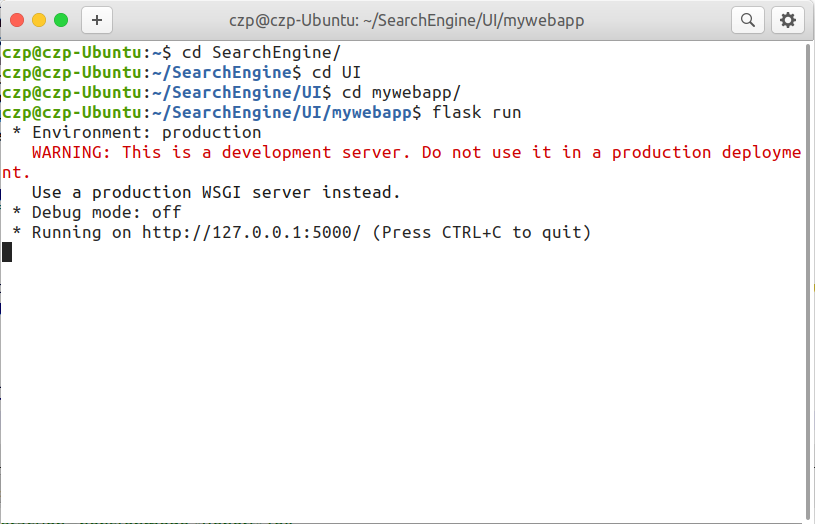 czp@czp-Ubuntu: ~/SearchEngine/UI/mywebapp
czp@czp-Ubuntu:~$ cd SearchEngine/
czp@czp-Ubuntu:~/SearchEngine$ cd UI
czp@czp-Ubuntu:~/SearchEngine/UI$ cd mywebapp/
czp@czp-Ubuntu:~/SearchEngine/UI/mywebapp$ flask run
 * Environment: production
   WARNING: This is a development server. Do not use it in a production deployme
nt.
   Use a production WSGI server instead.
 * Debug mode: off
 * Running on http://127.0.0.1:5000/ (Press CTRL+C to quit)